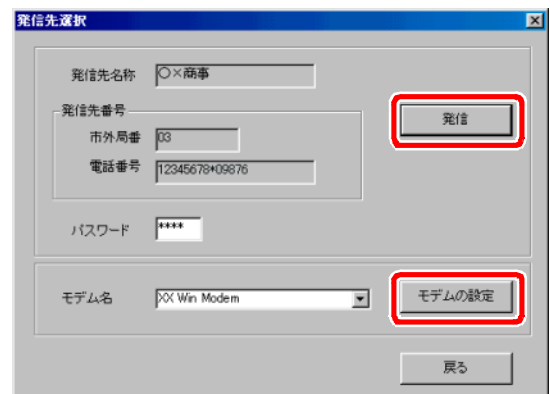 発信先選択
発信先名称 ○×商事
発信先番号
発信
市外局番 03
電話番号 12345678*09876
パスワード ****
モデム名 XX Win Modem モデムの設定
戻る